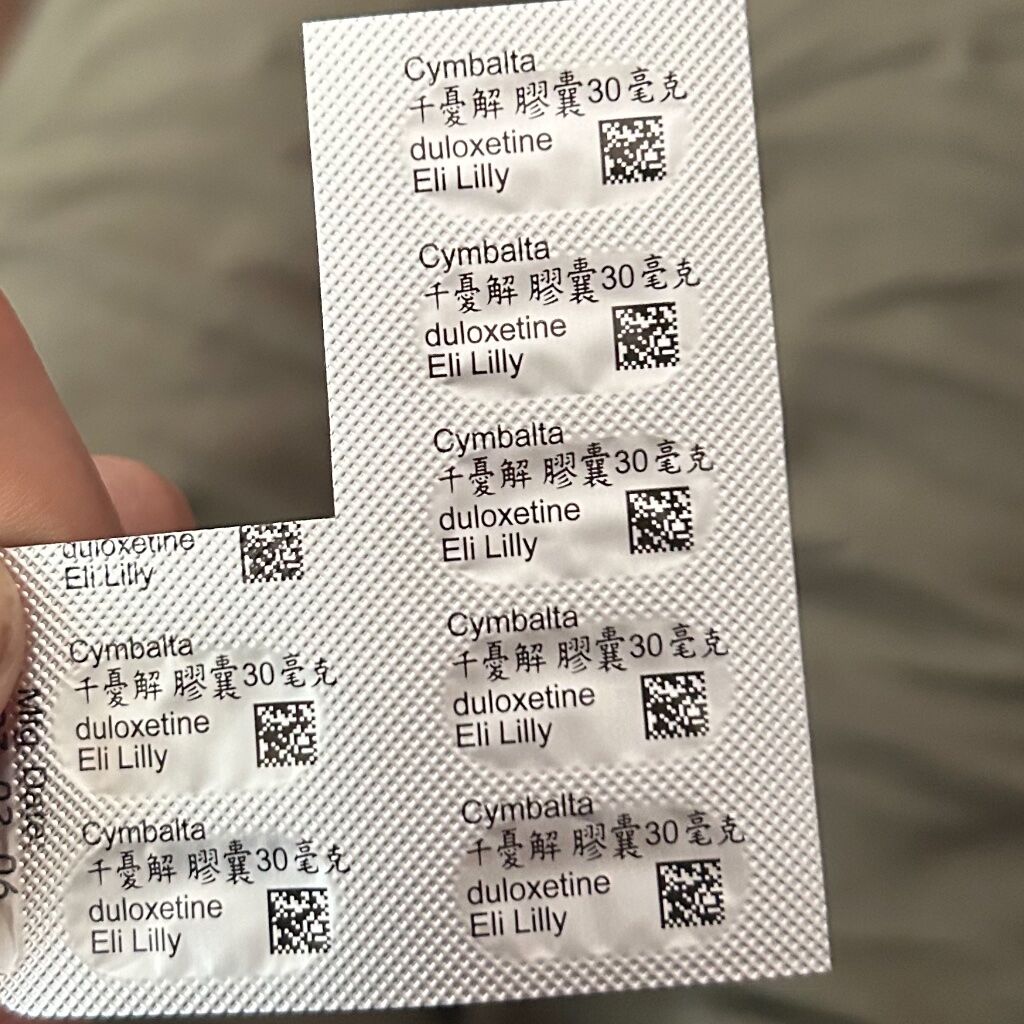 Cymbalta
千憂解 膠囊30毫克
duloxetine
Eli Lilly
Cymbalta
千憂解 膠囊30毫克
duloxetine
Eli Lilly
Cymbalta
千憂解 膠囊30毫克
duloxetine
Eli Lilly
Cymbalta
千憂解 膠囊30毫克
duloxetine
Eli Lilly
Cymbalta
千憂解 膠囊30毫克
duloxetine
Eli Lilly
duloxetine
Eli Lilly
Cymbalta
千憂解 膠囊30毫克
duloxetine
Eli Lilly
Cymbalta
千憂解 膠囊30毫克
duloxetine
Eli Lilly
Mfg. Date: